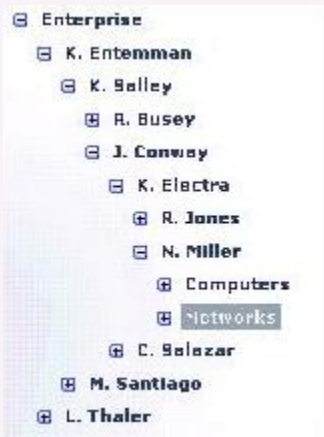 Enterprise
K. Entemman
K. Salley
R. Busey
J. Conway
K. Electra
R. Jones
N. Miller
Computers
Networks
C. Salazar
M. Santiago
L. Thaler